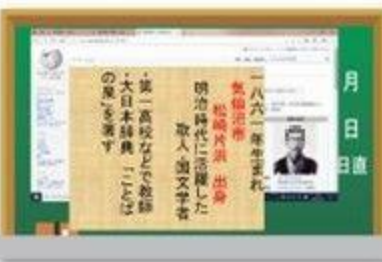 一八六一年生まれ
気仙沼市
松崎片浜 出身
明治時代に活躍した
歌人・国文学者
・第一高校などで教師
・大日本辞典 「ことば
の泉」を著す
月
日
日直